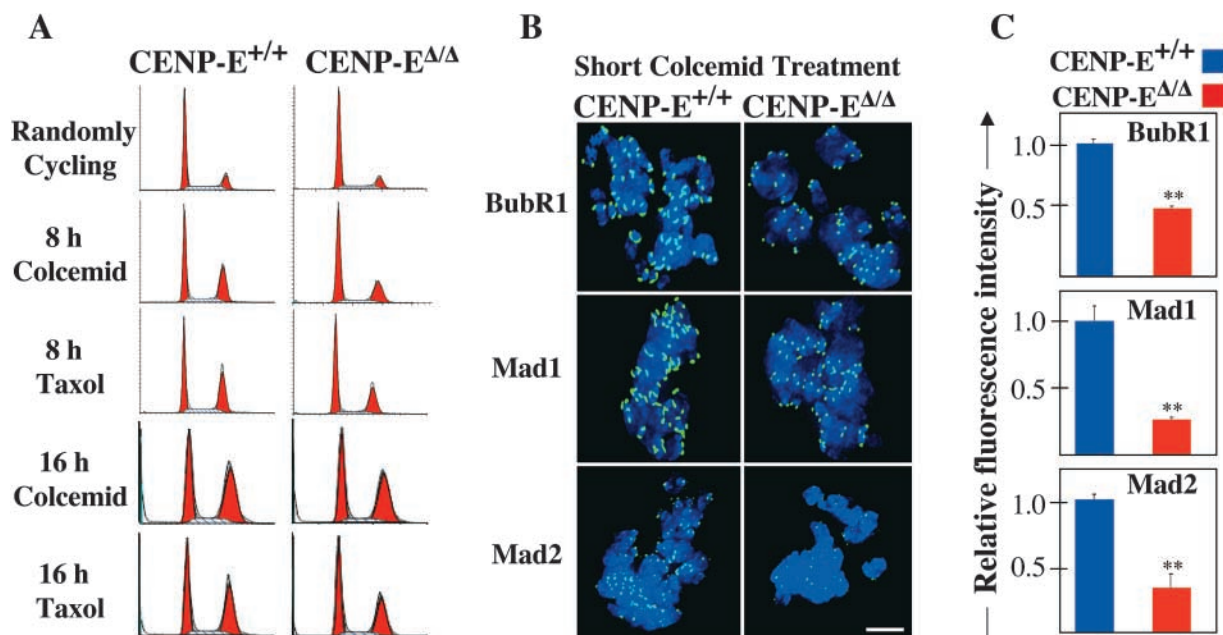 A
CENP-E+/+ CENP-EΔ/Δ
Randomly
Cycling
8 h
Colcemid
8 h
Taxol
16 h
Colcemid
16 h
Taxol
B
Short Colcemid Treatment
CENP-E+/+ CENP-EΔ/Δ
BubR1
Mad1
Mad2
C
CENP-E+/+
CENP-EΔ/Δ
Relative fluorescence intensity
BubR1
1.0
0.5
**
Mad1
1.0
0.5
**
Mad2
1.0
0.5
**